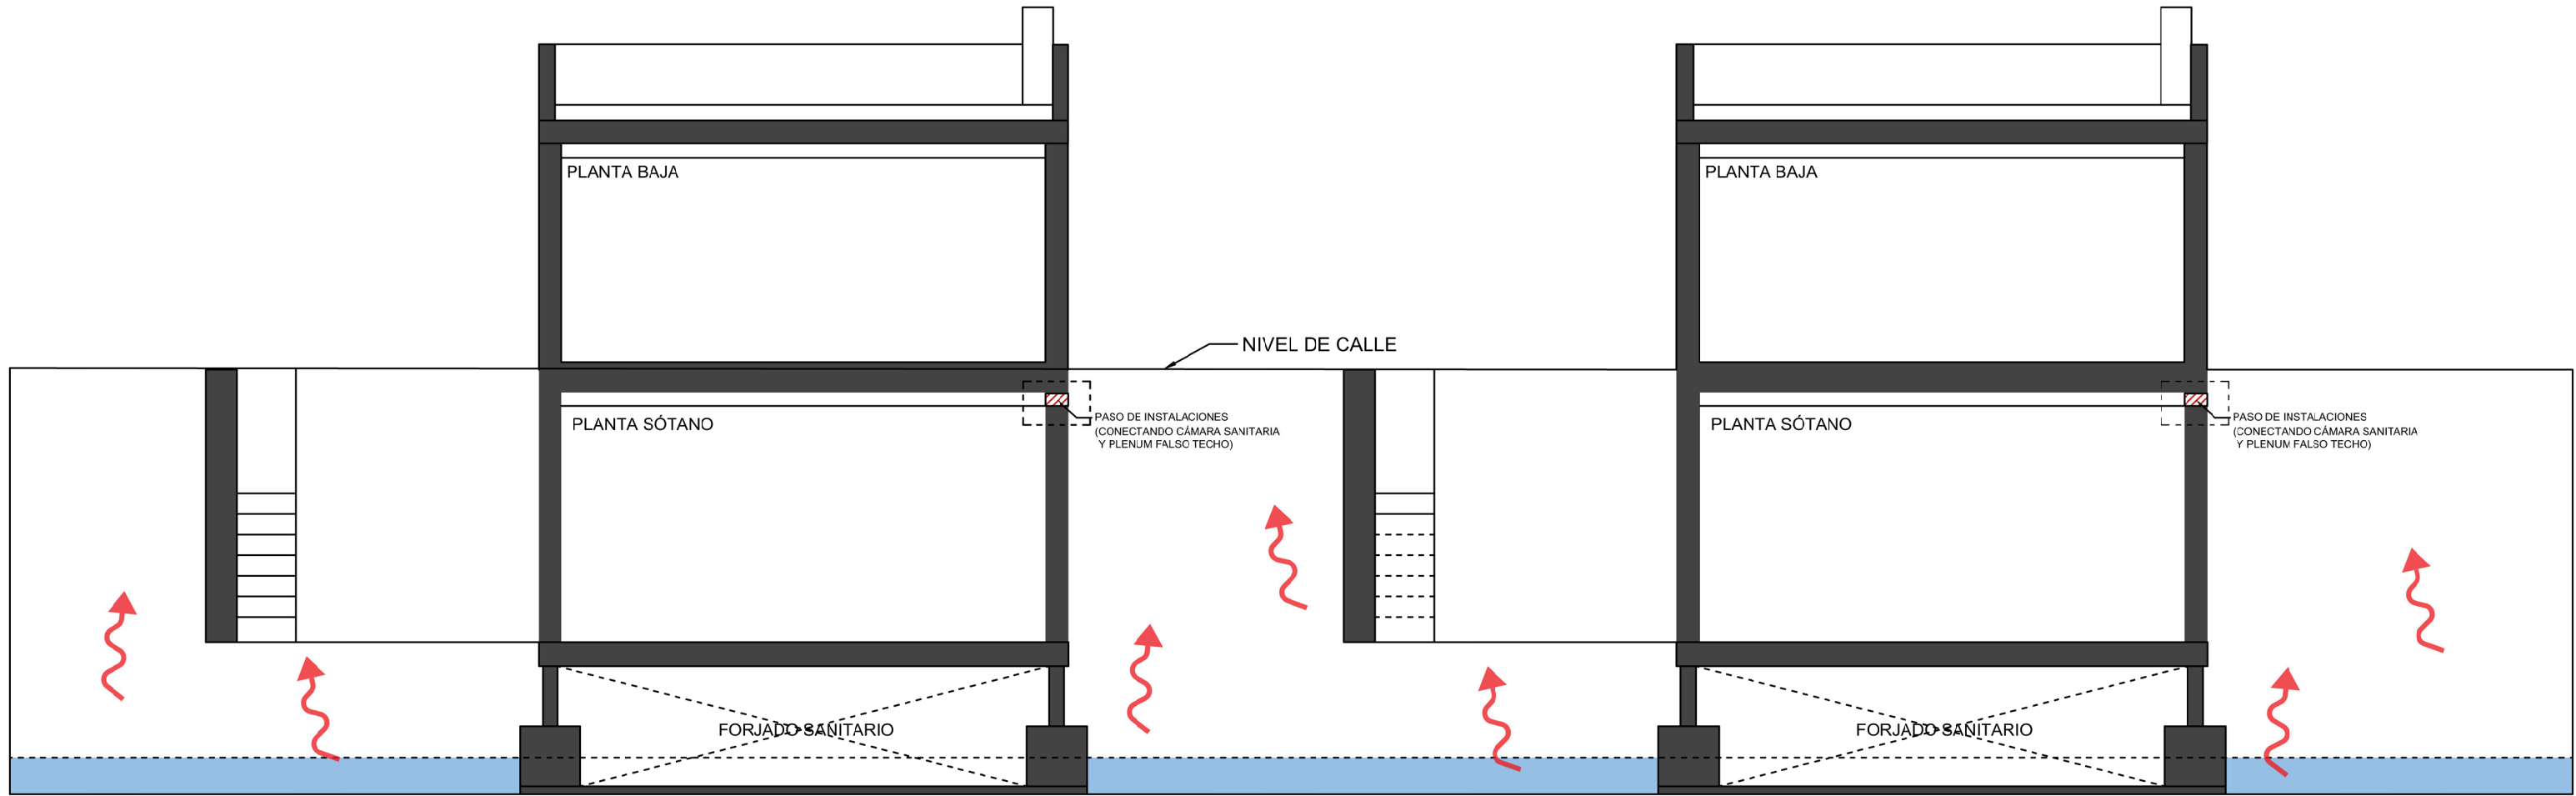 PLANTA BAJA
PLANTA BAJA
NIVEL DE CALLE
PLANTA SÓTANO
PASO DE INSTALACIONES
(CONECTANDO CÁMARA SANITARIA
Y PLENUM FALSO TECHO)
PLANTA SÓTANO
PASO DE INSTALACIONES
(CONECTANDO CÁMARA SANITARIA
Y PLENUM FALSO TECHO)
FORJADO SANITARIO
FORJADO SANITARIO